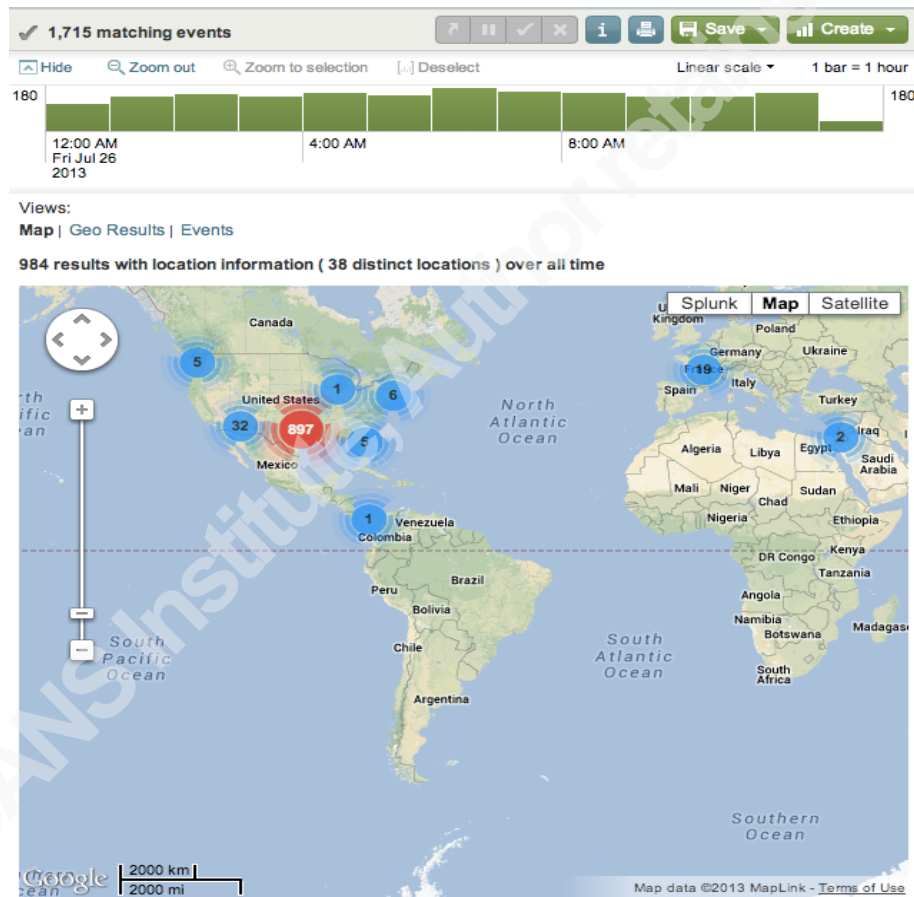 1,715 matching events
i Save Create
Hide Zoom out Zoom to selection [..] Deselect Linear scale 1 bar = 1 hour
180 180
12:00 AM 4:00 AM 8:00 AM
Fri Jul 26
2013
Views:
Map | Geo Results | Events
984 results with location information ( 38 distinct locations ) over all time
Splunk Map Satellite
Kingdom
Canada
Poland
Germany Ukraine
5
France 19
Italy
1
Spain
6
United States
Turkey
North
Atlantic
Ocean
32 897 5
2 Iraq
Algeria Libya Egypt
Saudi
Arabia
Mexico
Mali Niger Chad Sudan
1 Venezuela
Nigeria Ethiopia
Colombia
DR Congo Kenya
Tanzania
Peru Brazil
Angola
Bolivia
Namibia Madagas
Botswana
South
Pacific
Ocean
Chile
South
Atlantic
Ocean
South
Africa
Argentina
Southern
Ocean
Google
2000 km
2000 mi
Map data ©2013 MapLink - Terms of Use
SANS Institute, Author retains